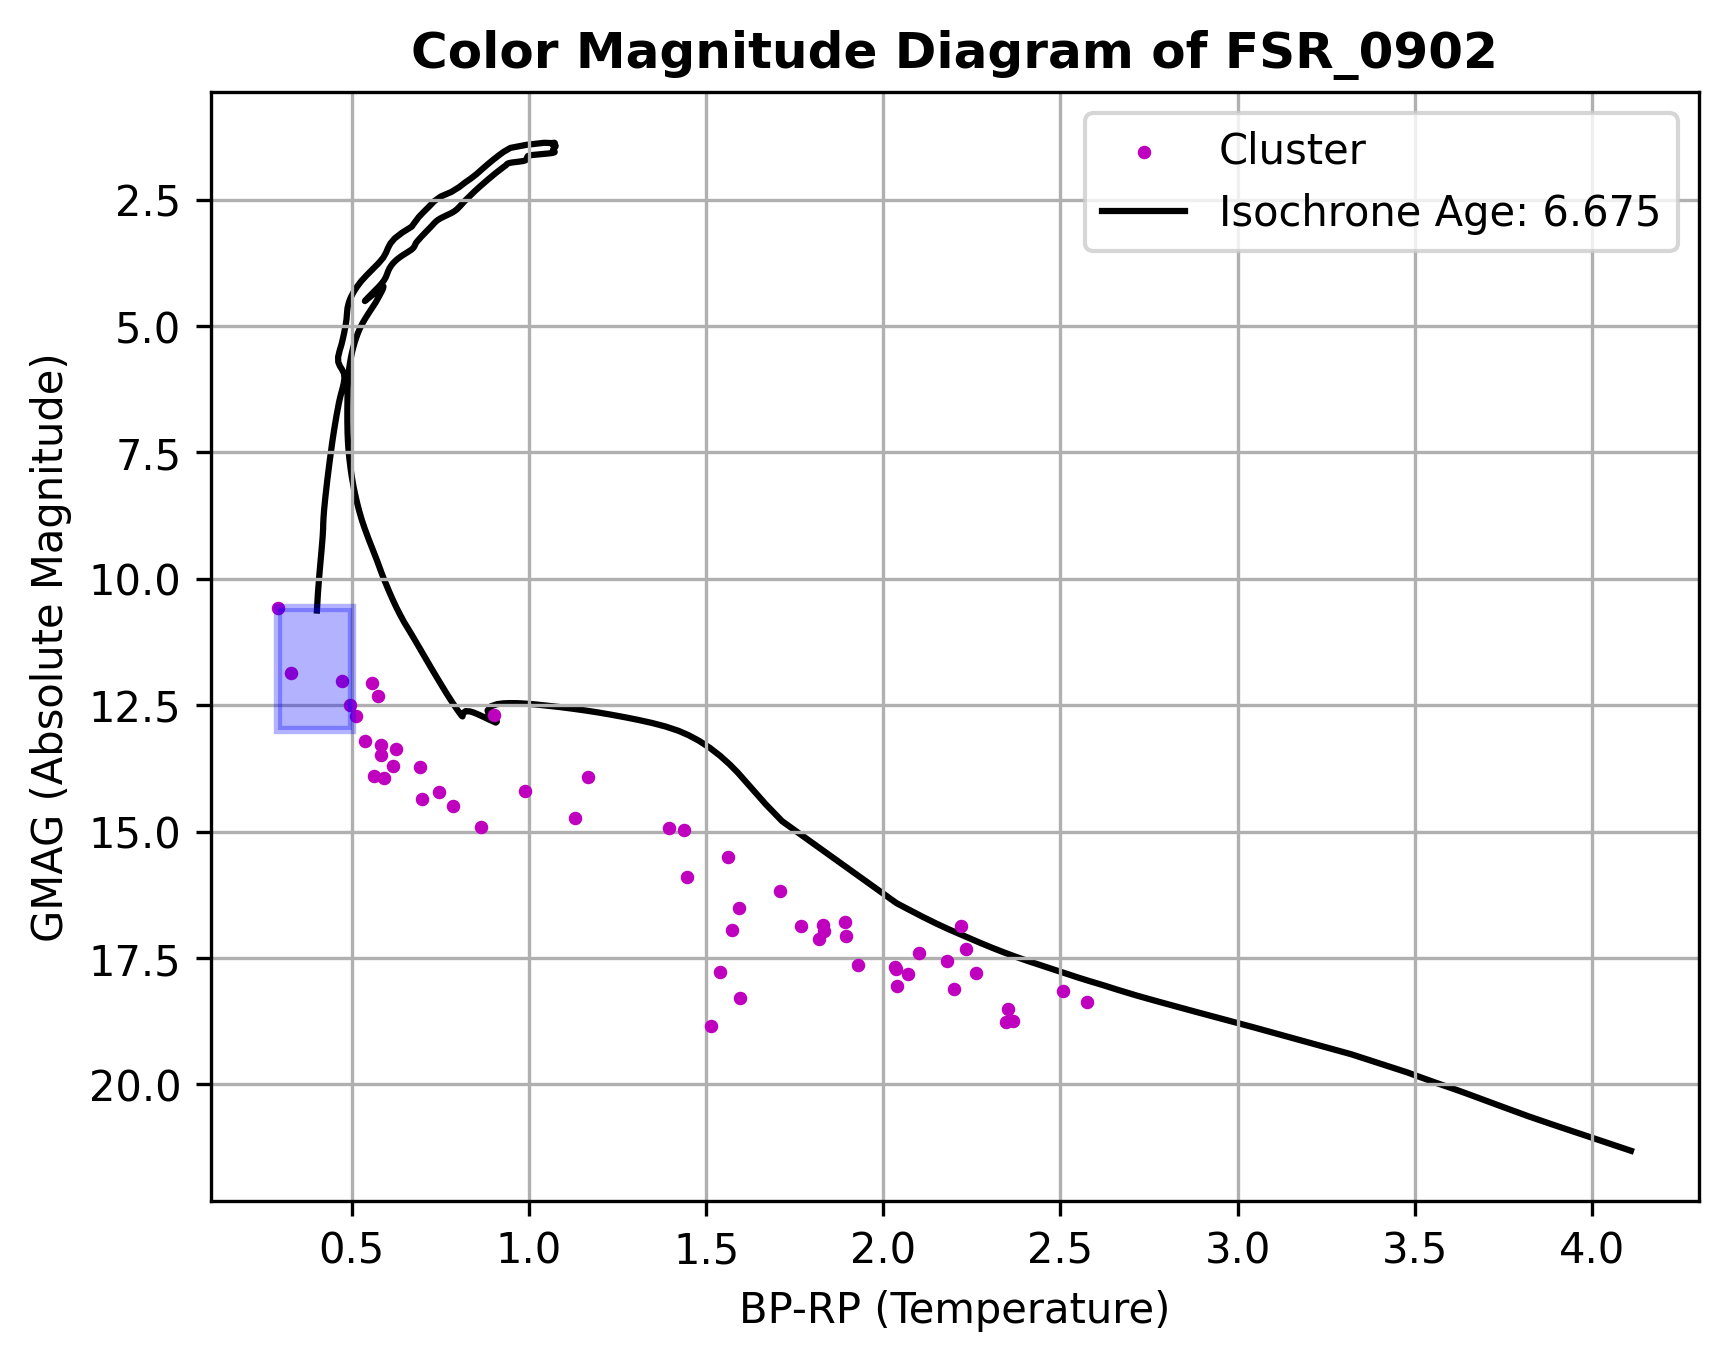 Color Magnitude Diagram of FSR_0902
Cluster
Isochrone Age: 6.675
GMAG (Absolute Magnitude)
2.5
5.0
7.5
10.0
12.5
15.0
17.5
20.0
0.5 1.0 1.5 2.0 2.5 3.0 3.5 4.0
BP-RP (Temperature)